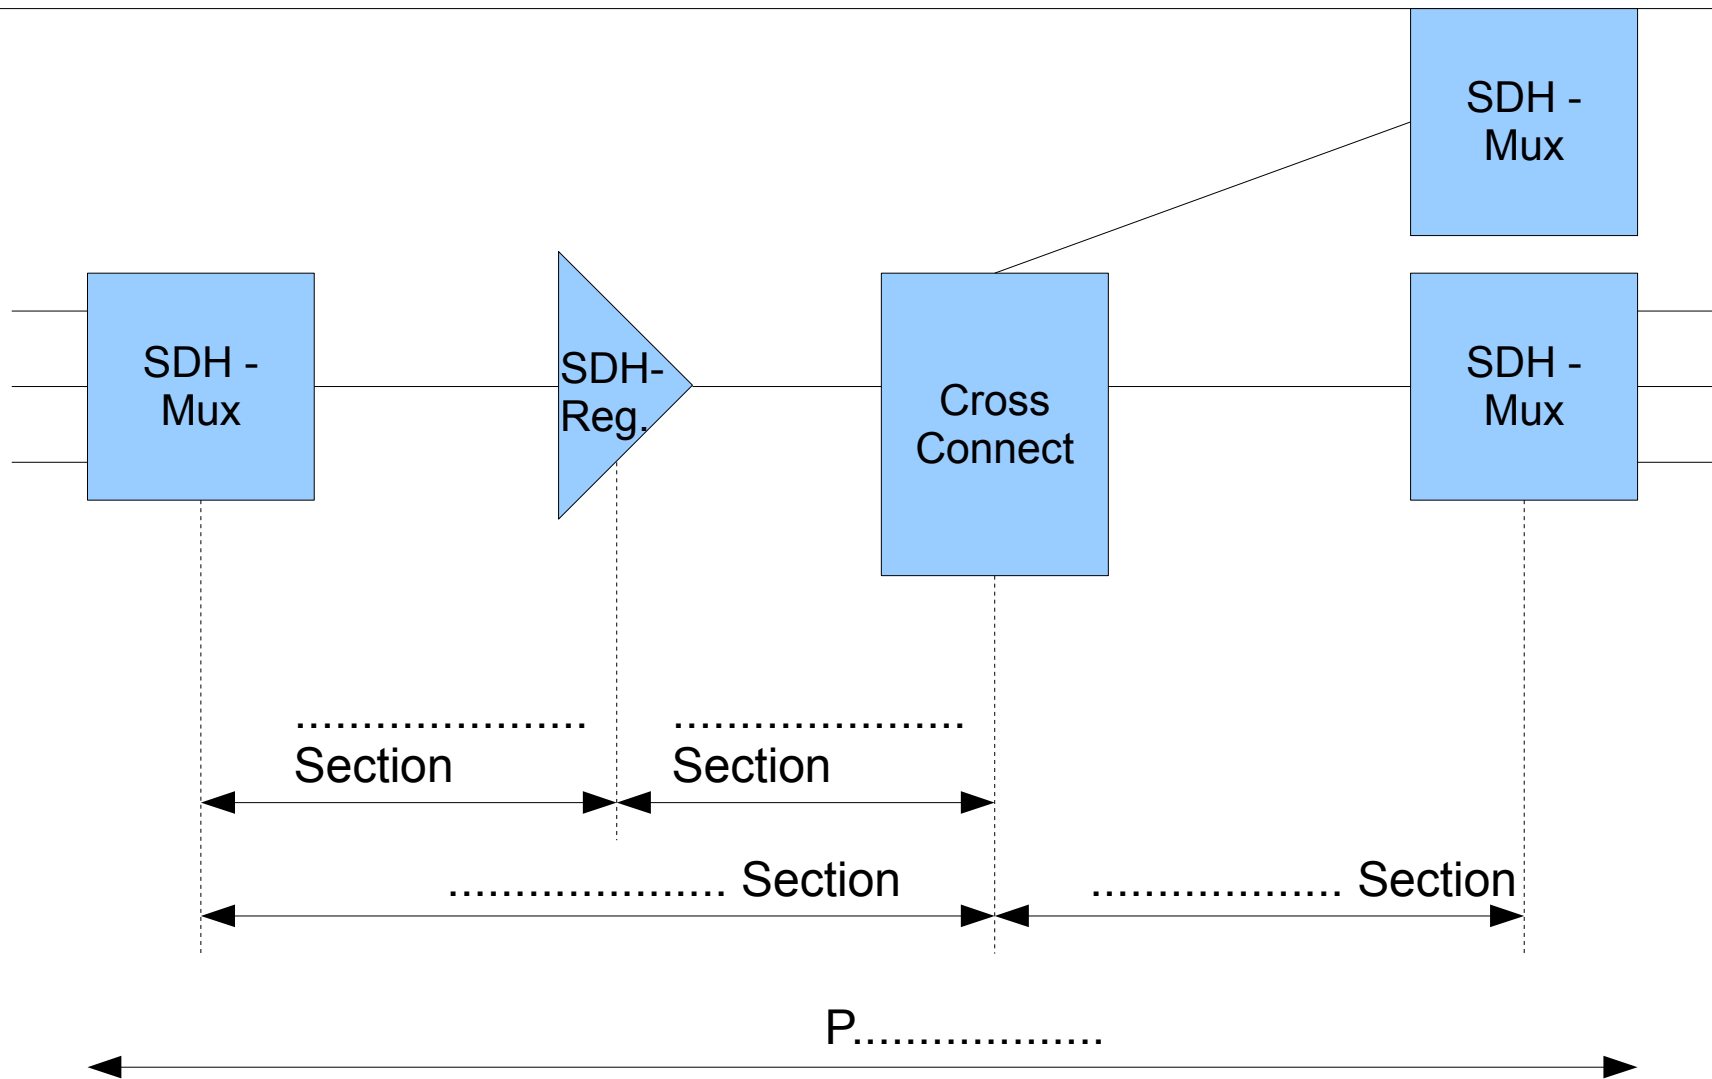 SDH -
Mux
SDH -
Mux
SDH-
Reg.
Cross
Connect
SDH -
Mux
......................
Section
......................
Section
..................... Section
................... Section
P...................